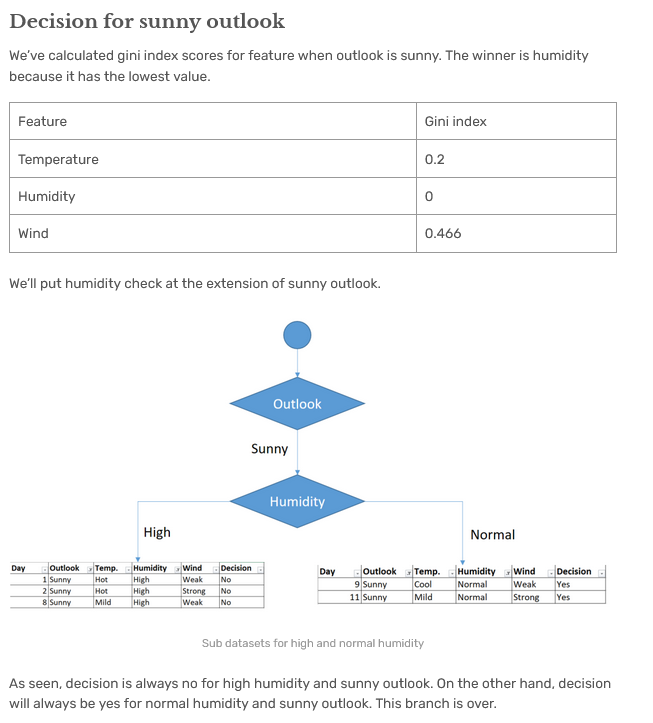 Decision for sunny outlook
We’ve calculated gini index scores for feature when outlook is sunny. The winner is humidity
because it has the lowest value.
Feature Gini index
Temperature 0.2
Humidity 0
Wind 0.466
We’ll put humidity check at the extension of sunny outlook.
Outlook
Sunny
Humidity
High
Normal
Day Outlook Temp. Humidity Wind Decision
1 Sunny Hot High Weak No
2 Sunny Hot High Strong No
8 Sunny Mild High Weak No
Day Outlook Temp. Humidity Wind Decision
9 Sunny Cool Normal Weak Yes
11 Sunny Mild Normal Strong Yes
Sub datasets for high and normal humidity
As seen, decision is always no for high humidity and sunny outlook. On the other hand, decision
will always be yes for normal humidity and sunny outlook. This branch is over.